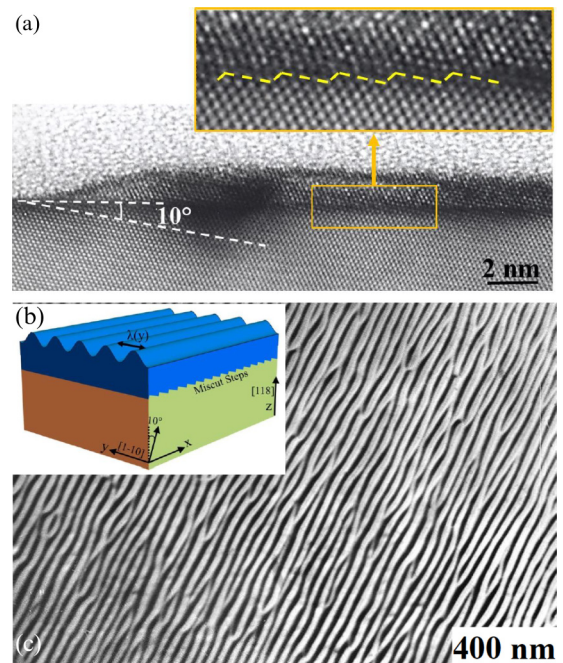 (a)
10°
2 nm
(b)
λ(y)
Miscut Steps
[118]
z
10°
y
[1-10]
x
(c)
400 nm